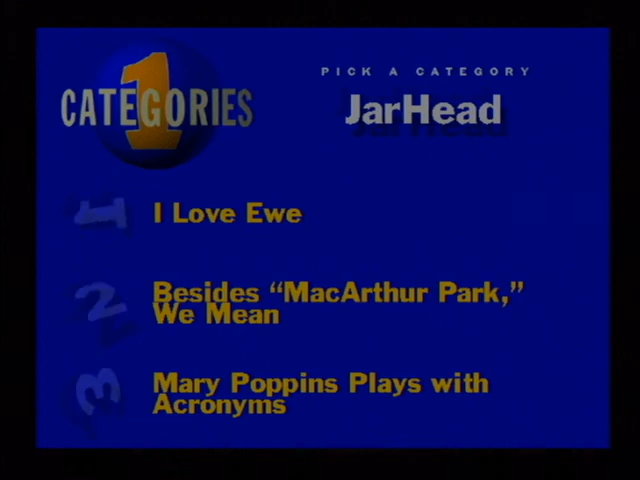 1
CATEGORIES
PICK A CATEGORY
JarHead
1
I Love Ewe
2
Besides “MacArthur Park,”
We Mean
3
Mary Poppins Plays with
Acronyms